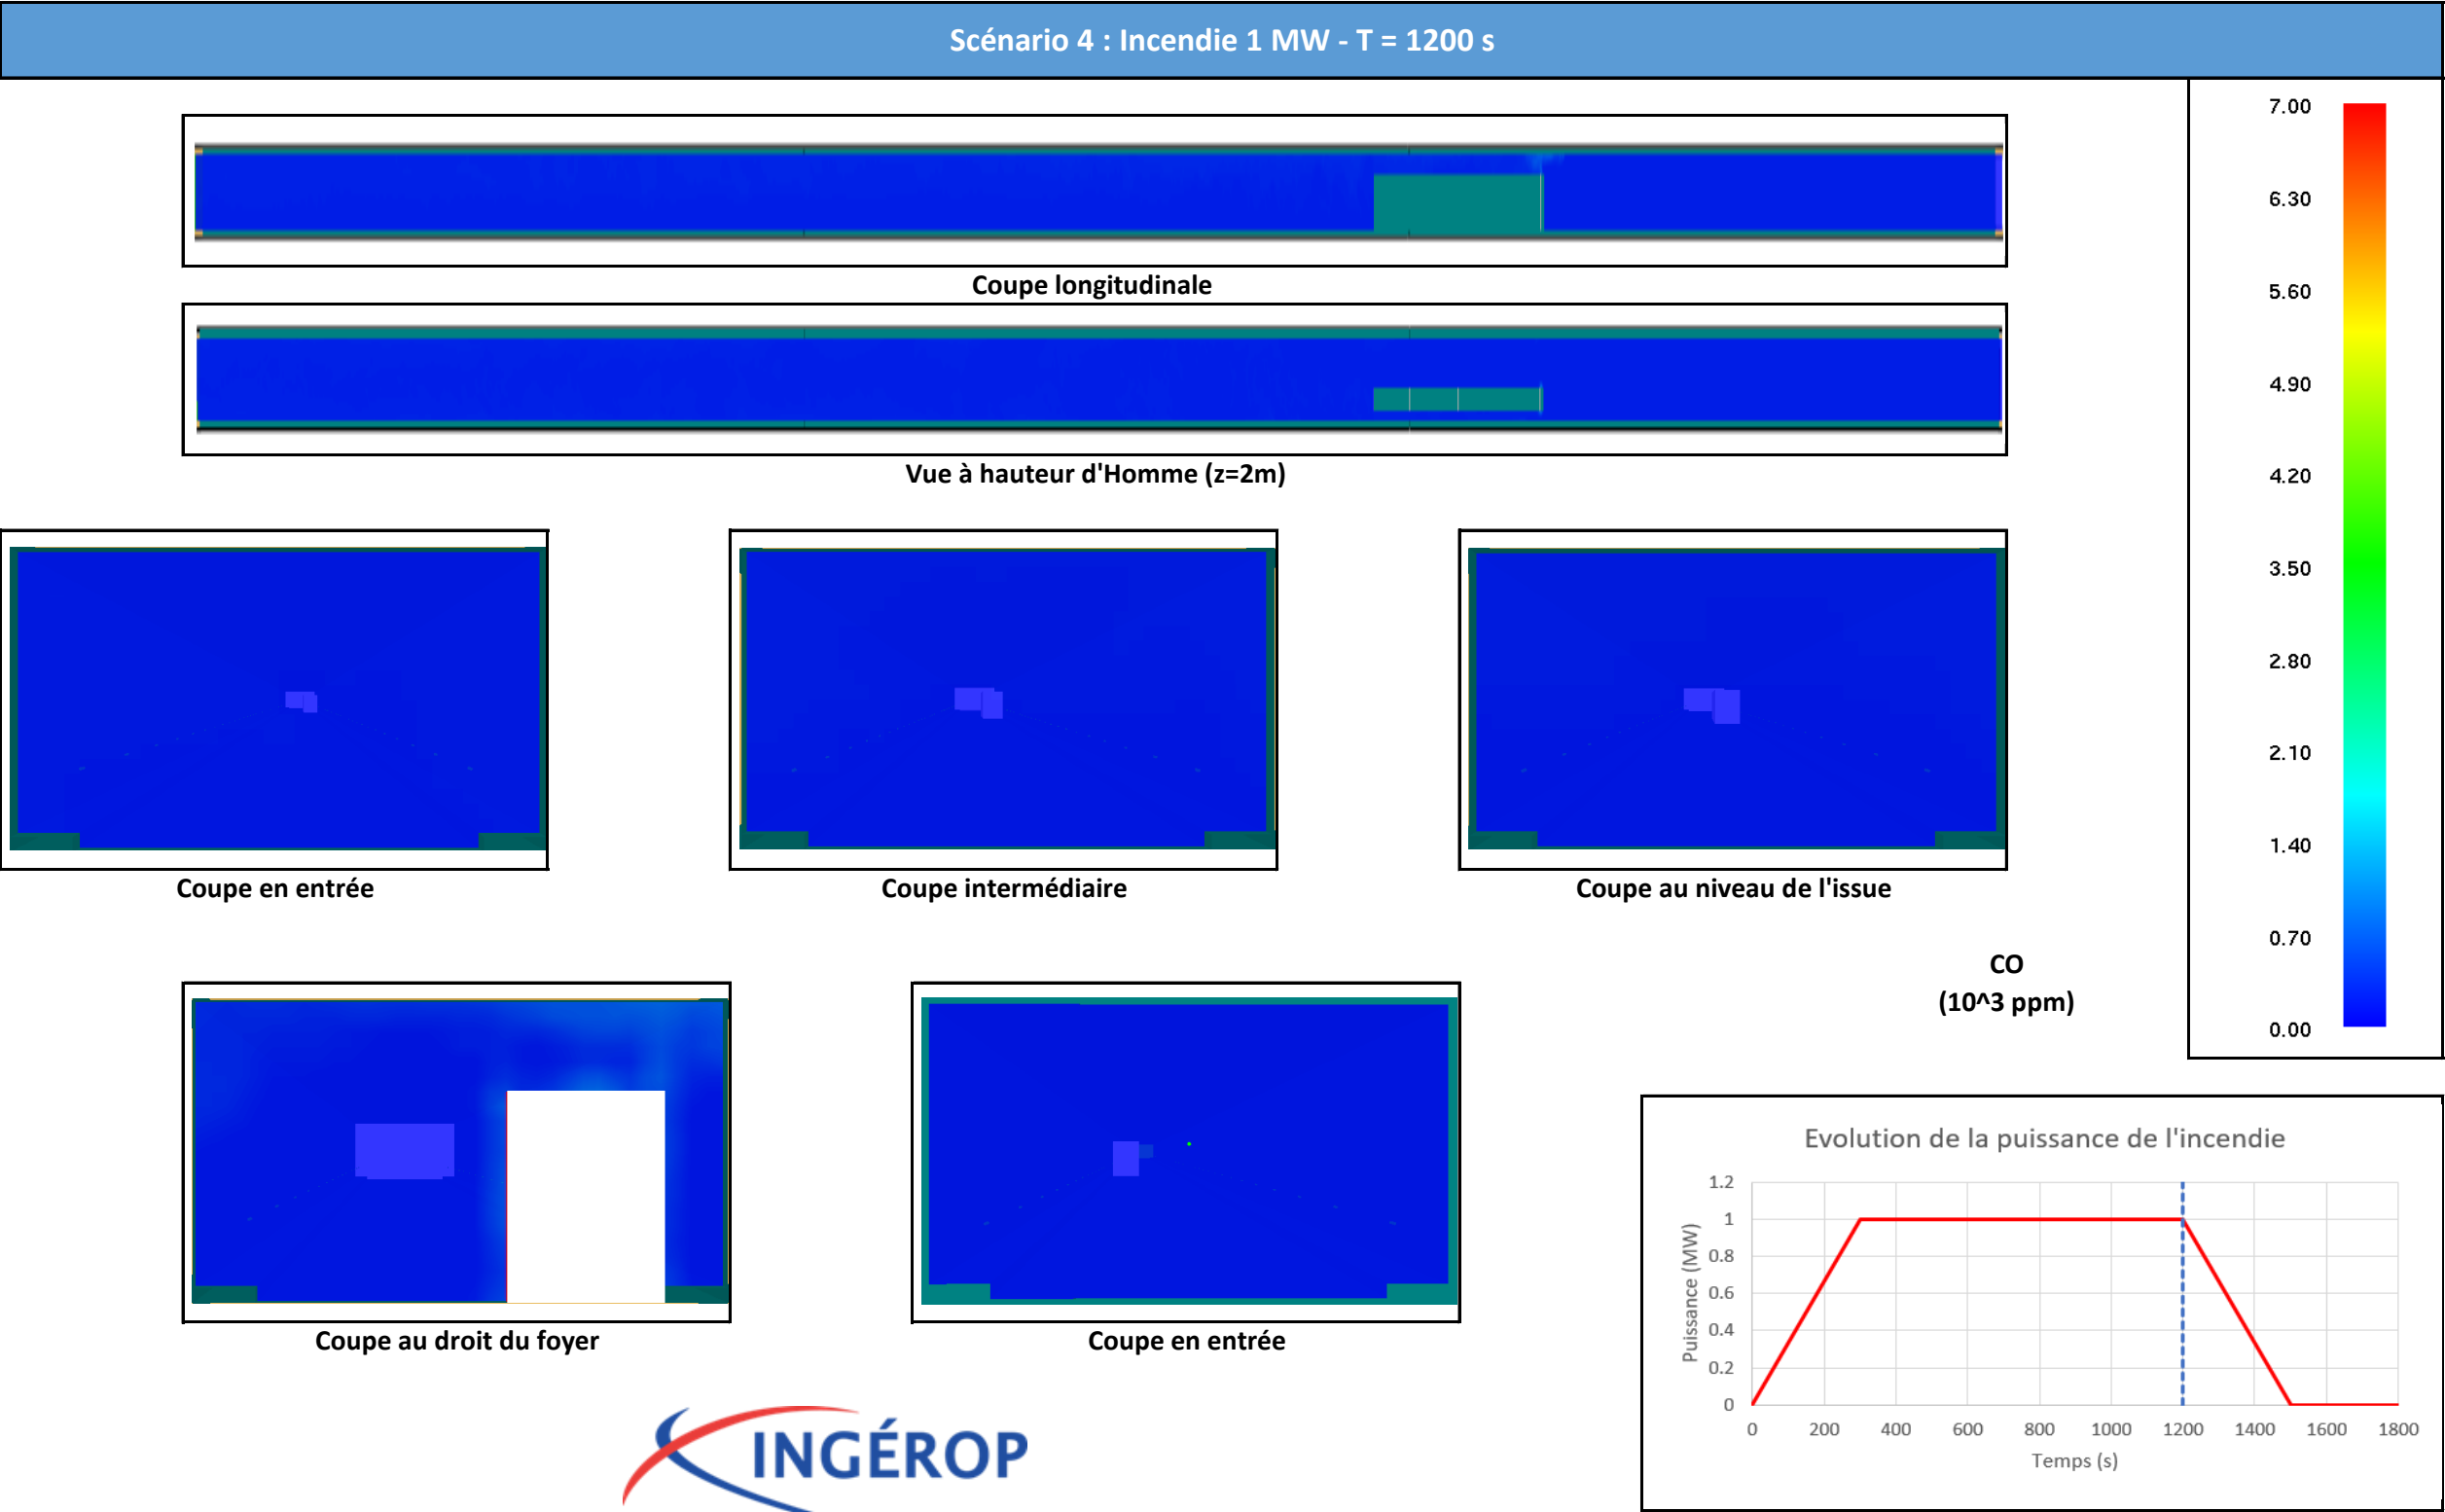 Scénario 4 : Incendie 1 MW - T = 1200 s
Coupe longitudinale
Vue à hauteur d'Homme (z=2m)
Coupe en entrée
Coupe intermédiaire
Coupe au niveau de l'issue
Coupe au droit du foyer
Coupe en entrée
CO
(10^3 ppm)
7.00
6.30
5.60
4.90
4.20
3.50
2.80
2.10
1.40
0.70
0.00
Evolution de la puissance de l'incendie
Puissance (MW)
1.2
1
0.8
0.6
0.4
0.2
0
0 200 400 600 800 1000 1200 1400 1600 1800
Temps (s)
INGÉROP